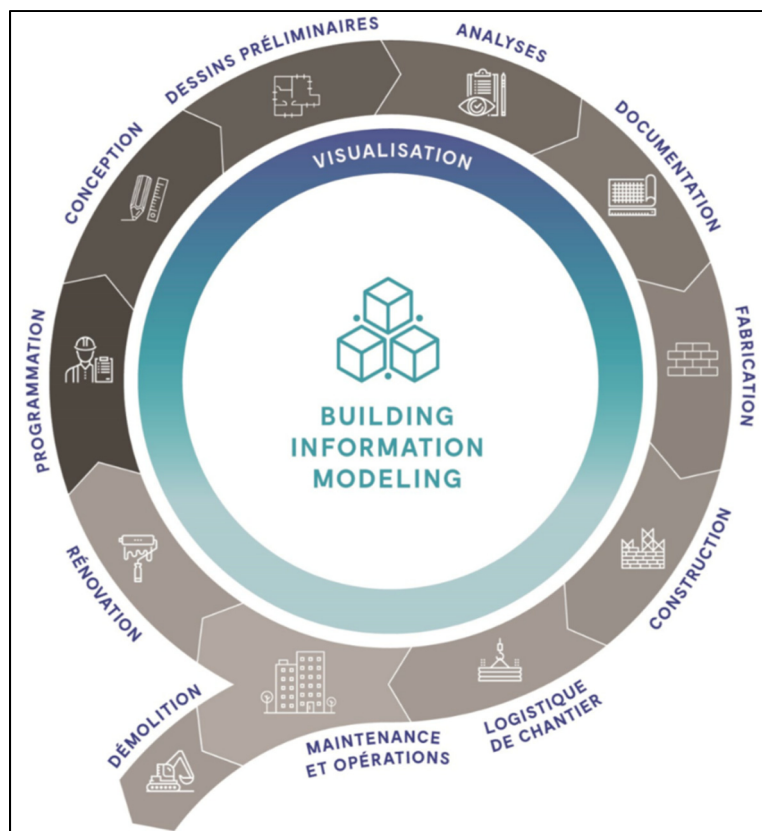 DESSINS PRÉLIMINAIRES
ANALYSES
CONCEPTION
DOCUMENTATION
VISUALISATION
PROGRAMMATION
FABRICATION
BUILDING
INFORMATION
MODELING
RÉNOVATION
CONSTRUCTION
DÉMOLITION
MAINTENANCE
ET OPÉRATIONS
LOGISTIQUE
DE CHANTIER